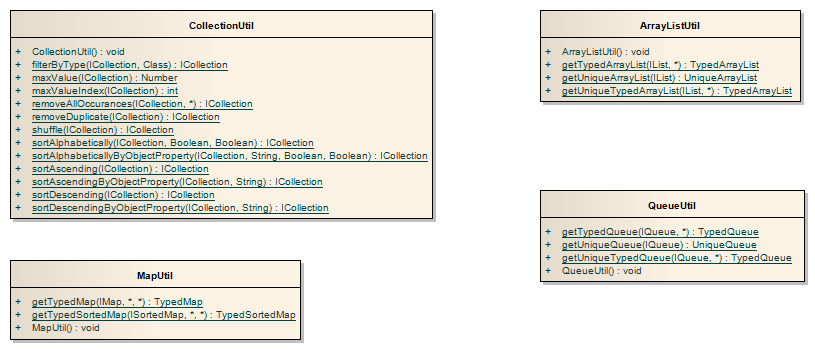 CollectionUtil
+ CollectionUtil() : void
+ filterByType(ICollection, Class) : ICollection
+ maxValue(ICollection) : Number
+ maxValueIndex(ICollection) : int
+ removeAllOccurances(ICollection, *) : ICollection
+ removeDuplicate(ICollection) : ICollection
+ shuffle(ICollection) : ICollection
+ sortAlphabetically(ICollection, Boolean, Boolean) : ICollection
+ sortAlphabeticallyByObjectProperty(ICollection, String, Boolean, Boolean) : ICollection
+ sortAscending(ICollection) : ICollection
+ sortAscendingByObjectProperty(ICollection, String) : ICollection
+ sortDescending(ICollection) : ICollection
+ sortDescendingByObjectProperty(ICollection, String) : ICollection
ArrayListUtil
+ ArrayListUtil() : void
+ getTypedArrayList(IList, *) : TypedArrayList
+ getUniqueArrayList(IList) : UniqueArrayList
+ getUniqueTypedArrayList(IList, *) : TypedArrayList
QueueUtil
+ getTypedQueue(IQueue, *) : TypedQueue
+ getUniqueQueue(IQueue) : UniqueQueue
+ getUniqueTypedQueue(IQueue, *) : TypedQueue
+ QueueUtil() : void
MapUtil
+ getTypedMap(IMap, *, *) : TypedMap
+ getTypedSortedMap(ISortedMap, *, *) : TypedSortedMap
+ MapUtil() : void